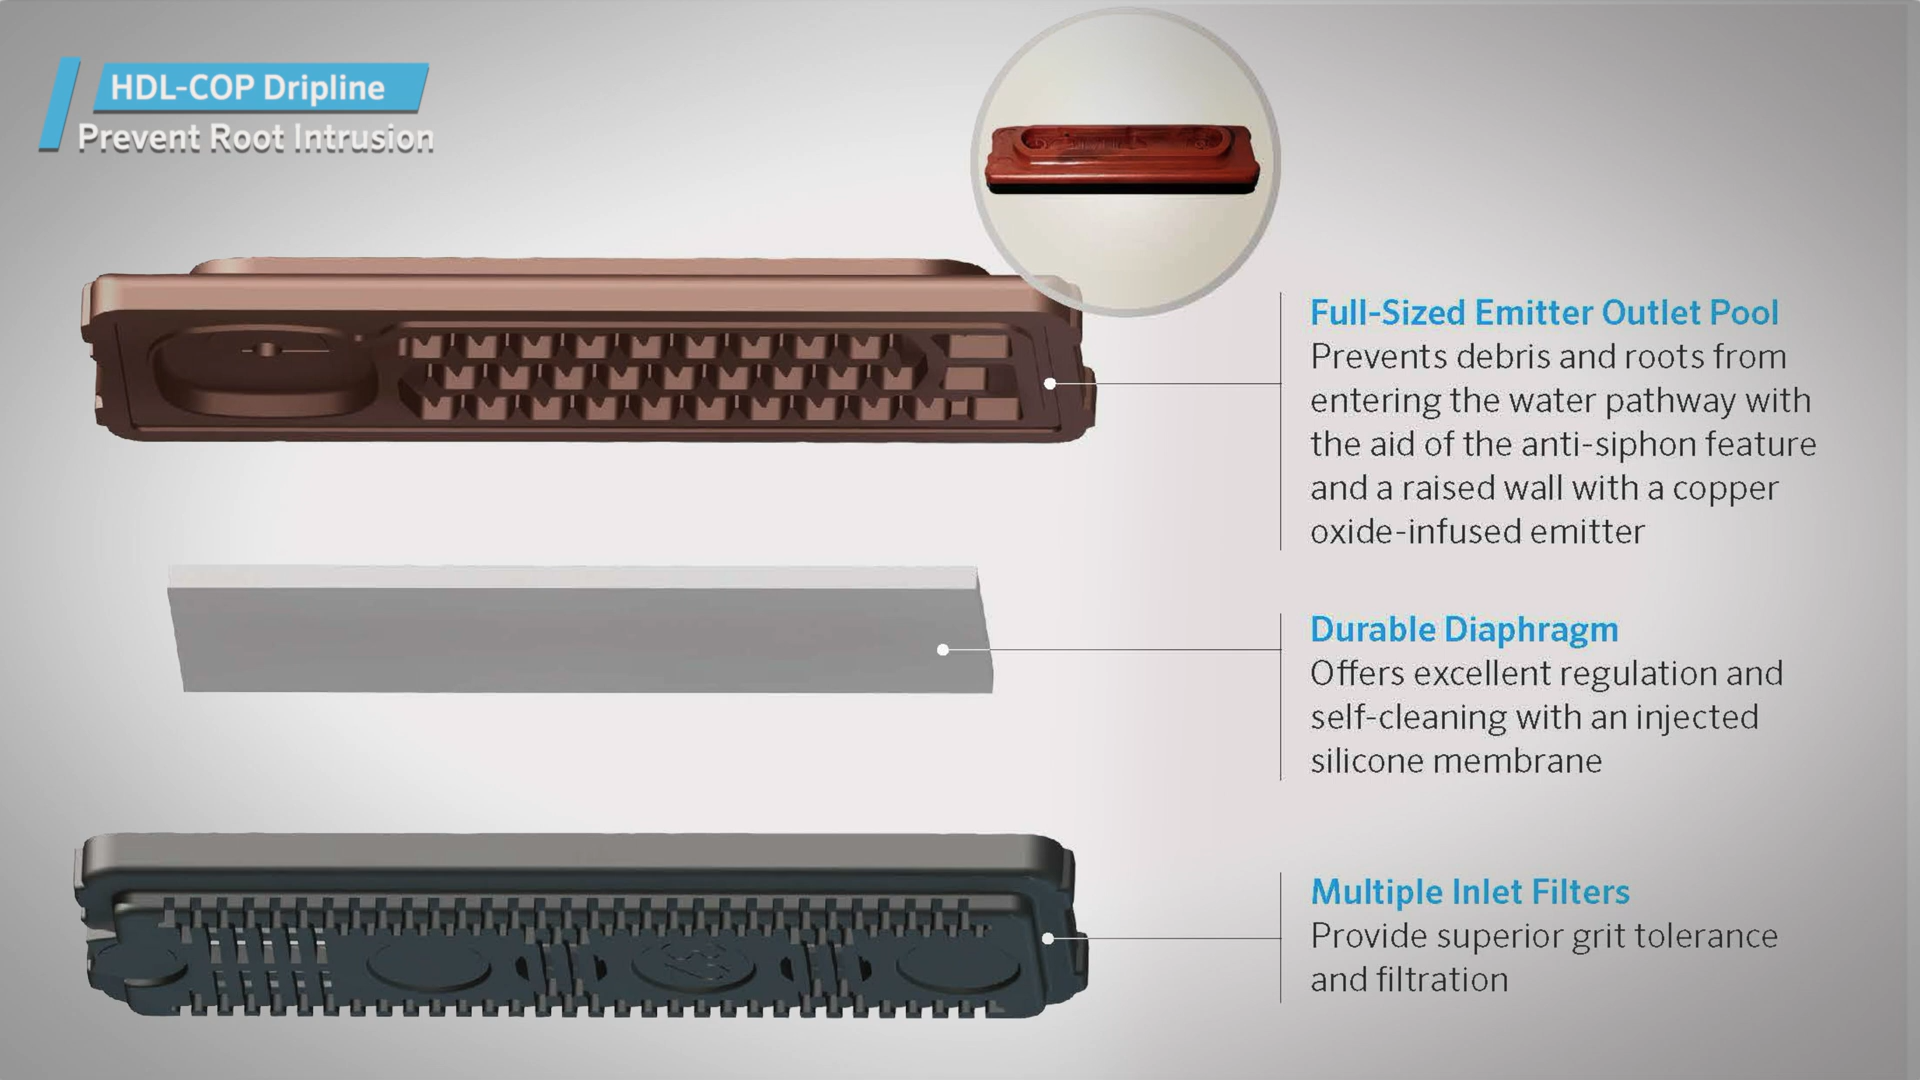 HDL-COP Dripline
Prevent Root Intrusion
Full-Sized Emitter Outlet Pool
Prevents debris and roots from
entering the water pathway with
the aid of the anti-siphon feature
and a raised wall with a copper
oxide-infused emitter
Durable Diaphragm
Offers excellent regulation and
self-cleaning with an injected
silicone membrane
Multiple Inlet Filters
Provide superior grit tolerance
and filtration